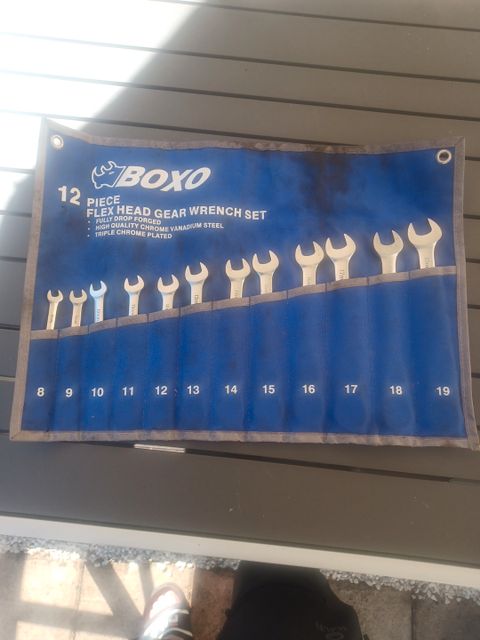 BOXO
12 PIECE
FLEX HEAD GEAR WRENCH SET
• FULLY DROP FORGED
• HIGH QUALITY CHROME VANADIUM STEEL
• TRIPLE CHROME PLATED
8 9 10 11 12 13 14 15 16 17 18 19